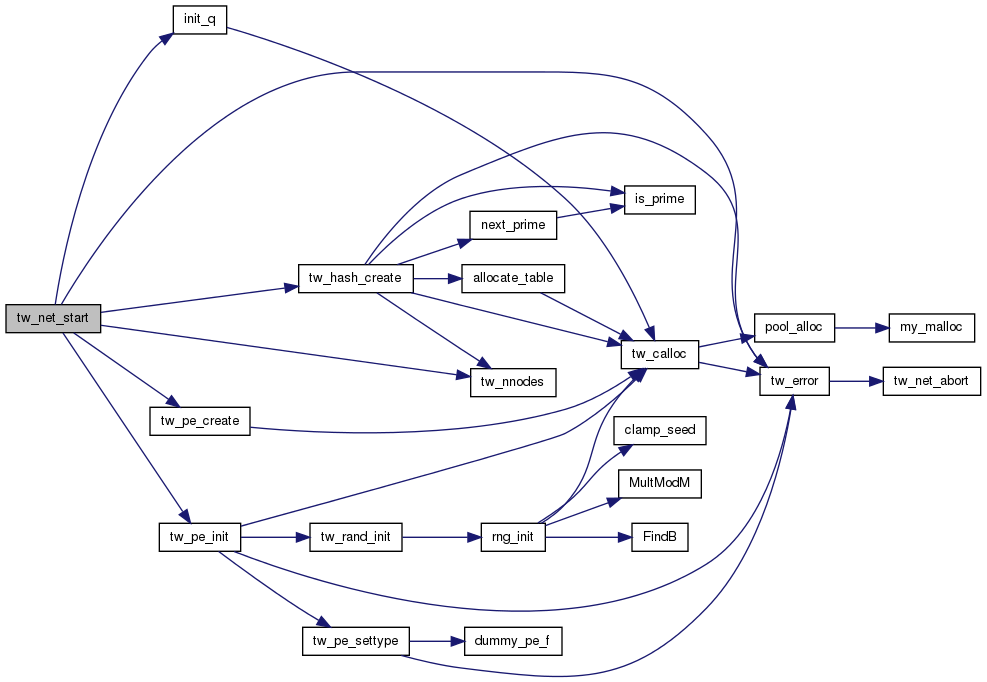 init_q
is_prime
next_prime
tw_hash_create
allocate_table
tw_net_start
pool_alloc
my_malloc
tw_calloc
tw_nnodes
tw_error
tw_net_abort
tw_pe_create
clamp_seed
MultModM
tw_pe_init
tw_rand_init
rng_init
FindB
tw_pe_settype
dummy_pe_f